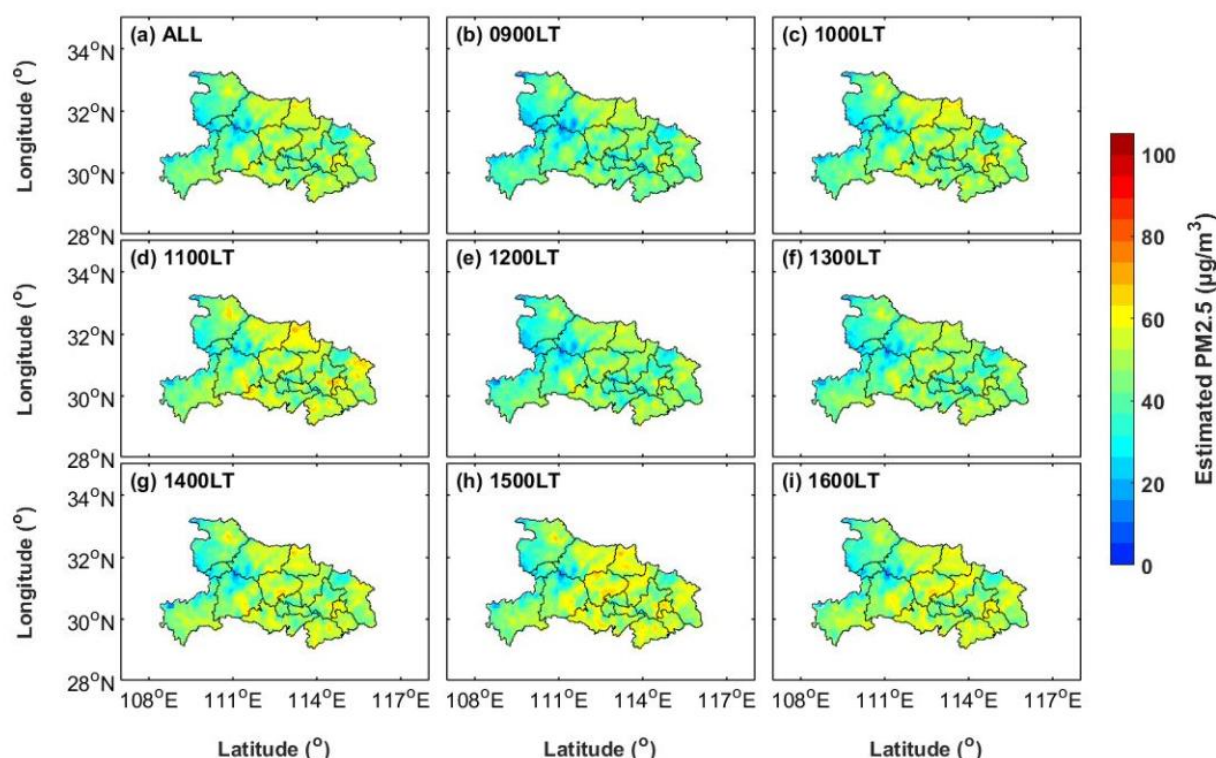 (a) ALL
(b) 0900LT
(c) 1000LT
34°N
32°N
30°N
28°N
Longitude (°)
(d) 1100LT
(e) 1200LT
(f) 1300LT
34°N
32°N
30°N
28°N
Longitude (°)
(g) 1400LT
(h) 1500LT
(i) 1600LT
34°N
32°N
30°N
28°N
Longitude (°)
108°E 111°E 114°E 117°E
108°E 111°E 114°E 117°E
108°E 111°E 114°E 117°E
Latitude (°)
Latitude (°)
Latitude (°)
100
80
60
40
20
0
Estimated PM2.5 (µg/m³)